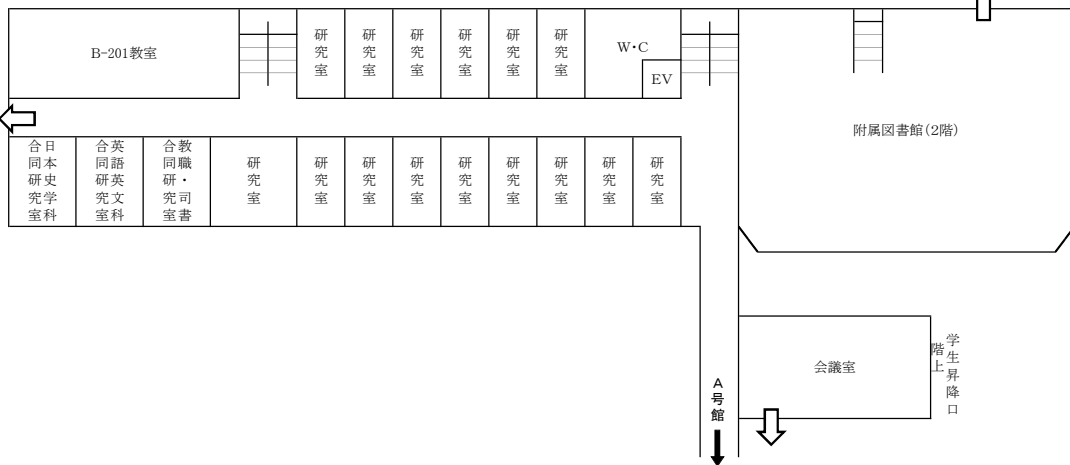 B-201教室
研究室
研究室
研究室
研究室
研究室
研究室
W・C
EV
附属図書館(2階)
日本史学科
合同研究室
英語英文科
合同研究室
教職・司書
合同研究室
研究室
研究室
研究室
研究室
研究室
研究室
研究室
研究室
研究室
会議室
学生昇降口
階上
A号館